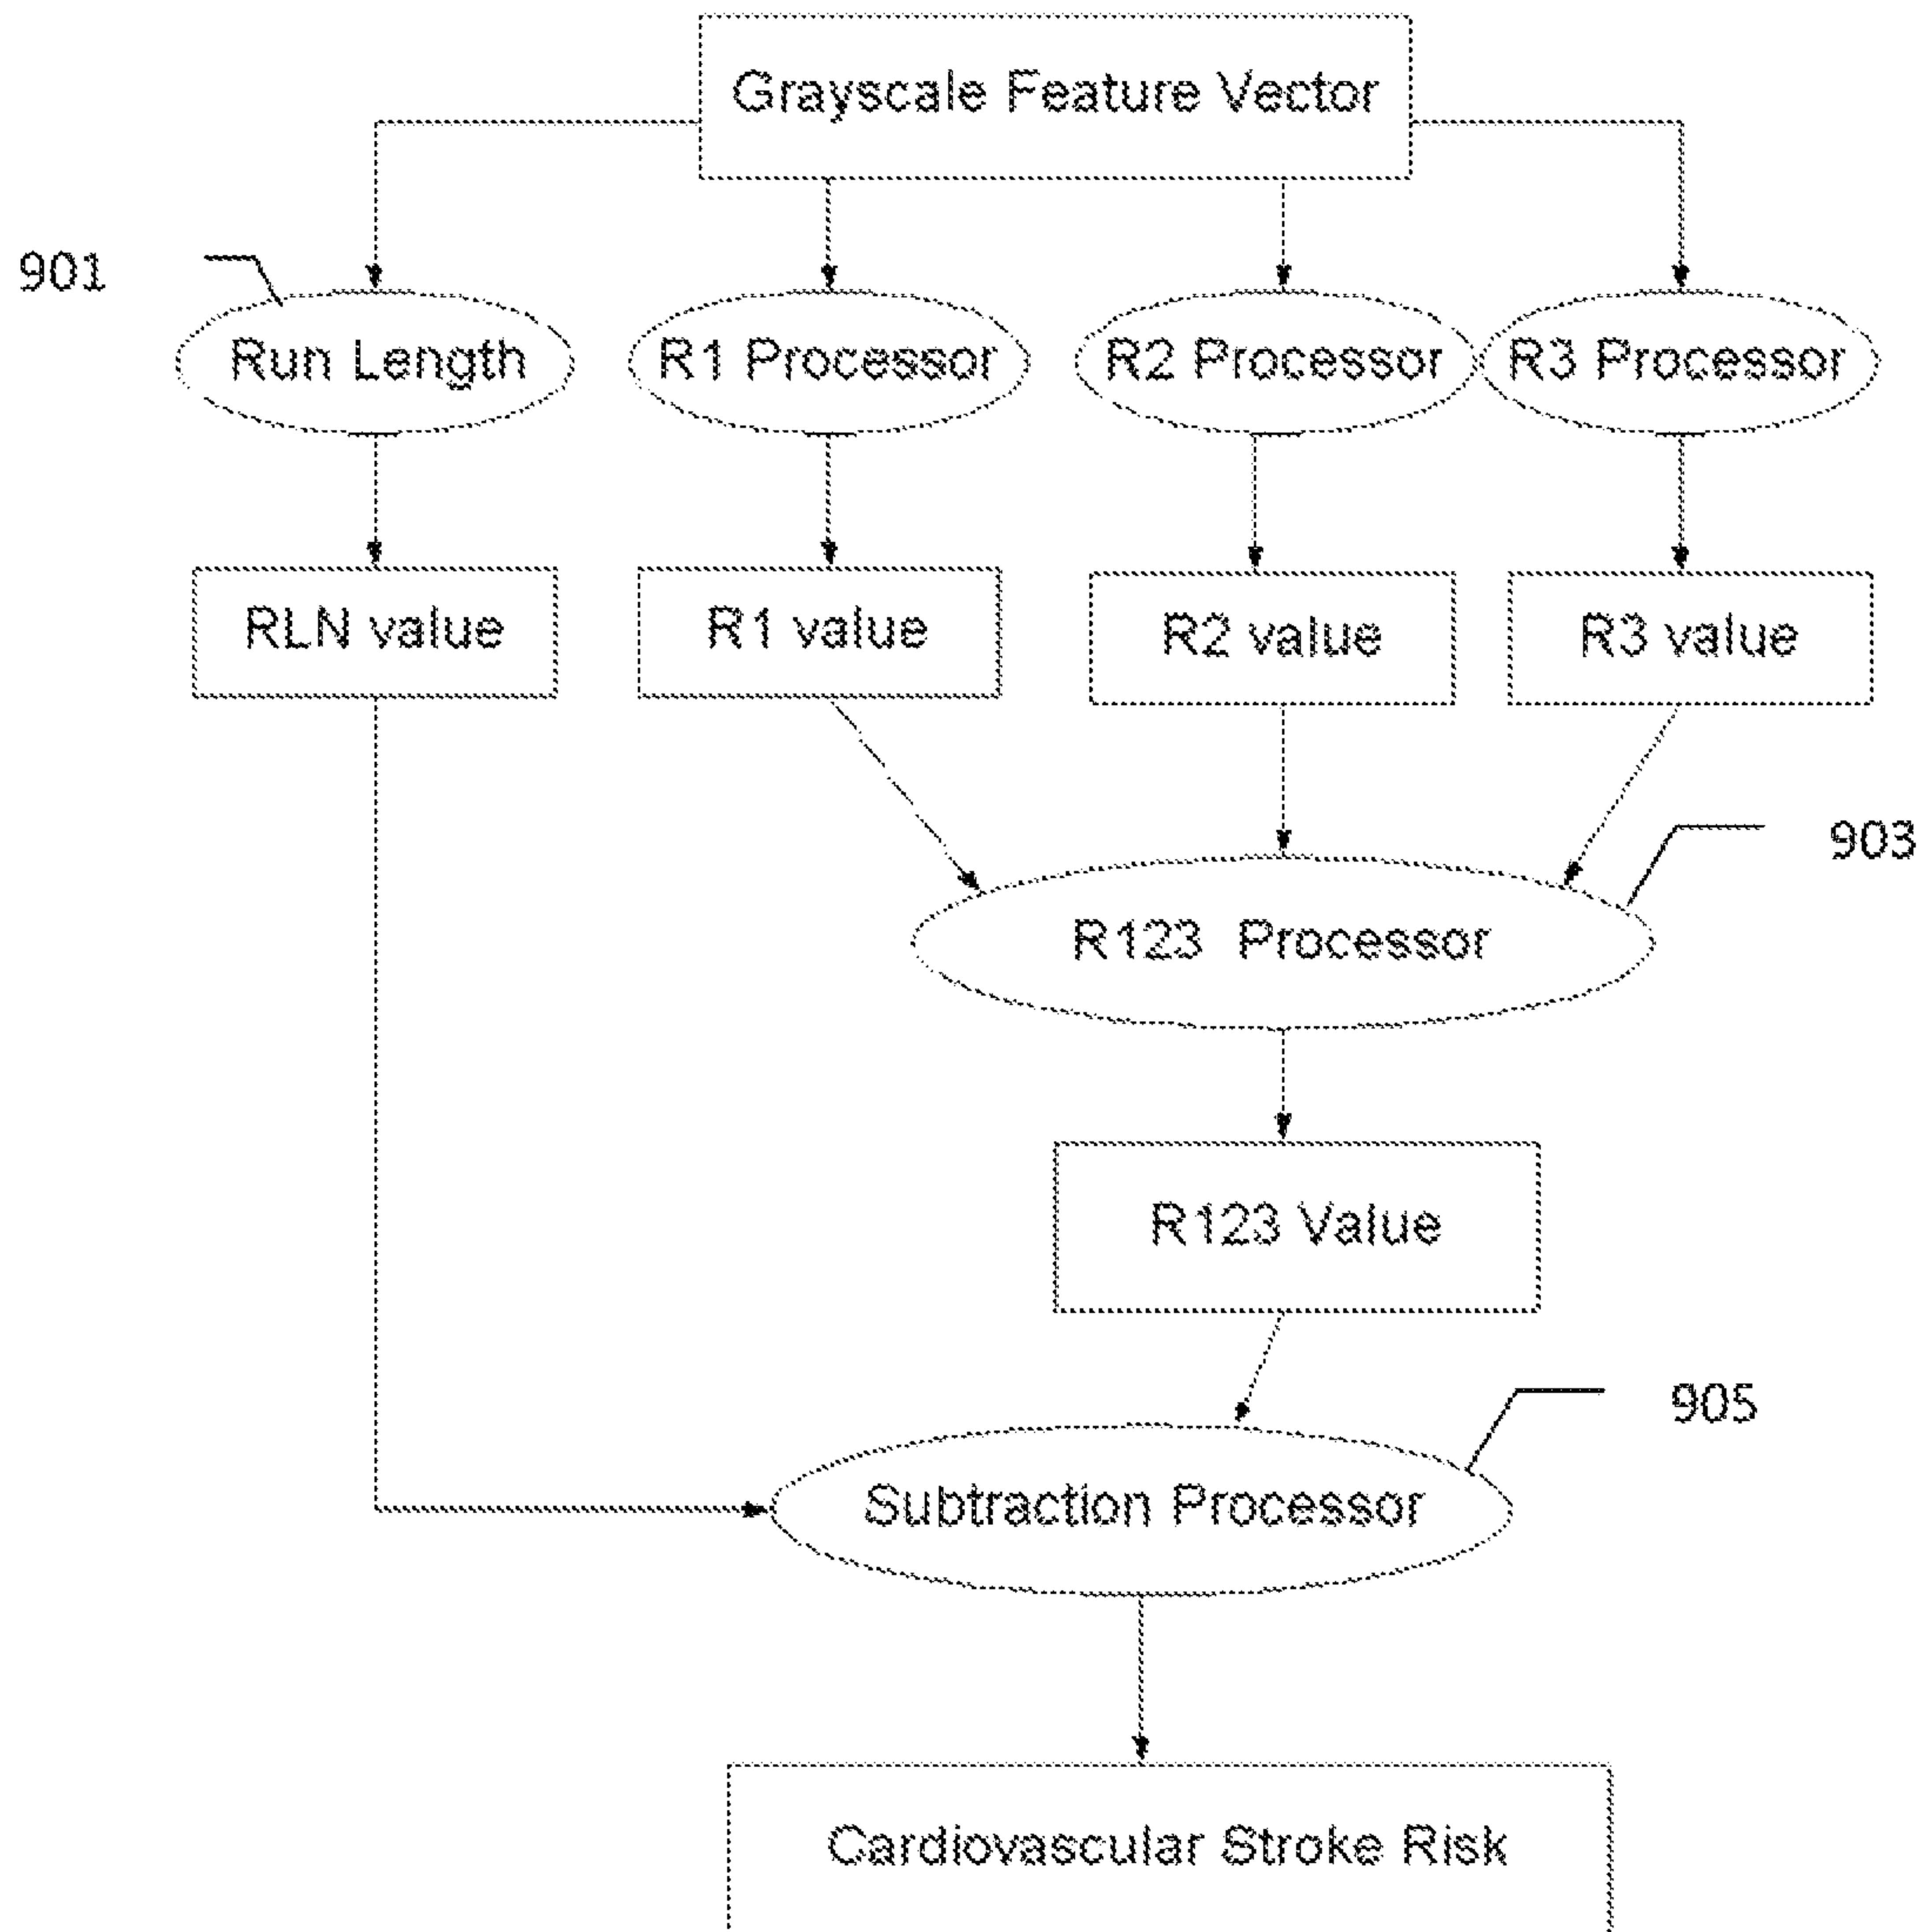 Grayscale Feature Vector
901
Run Length
R1 Processor
R2 Processor
R3 Processor
RLN value
R1 value
R2 value
R3 value
903
R123 Processor
R123 Value
905
Subtraction Processor
Cardiovascular Stroke Risk